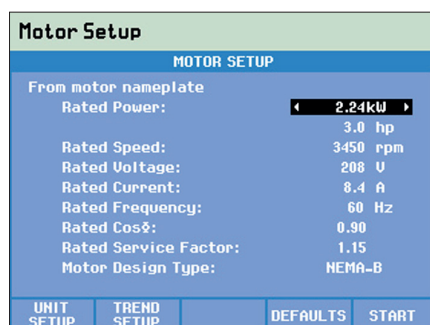 Motor Setup
MOTOR SETUP
From motor nameplate
Rated Power: 2.24kW
3.0 hp
Rated Speed: 3450 rpm
Rated Voltage: 208 V
Rated Current: 8.4 A
Rated Frequency: 60 Hz
Rated CosΦ: 0.90
Rated Service Factor: 1.15
Motor Design Type: NEMA-B
UNIT SETUP TREND SETUP DEFAULTS START